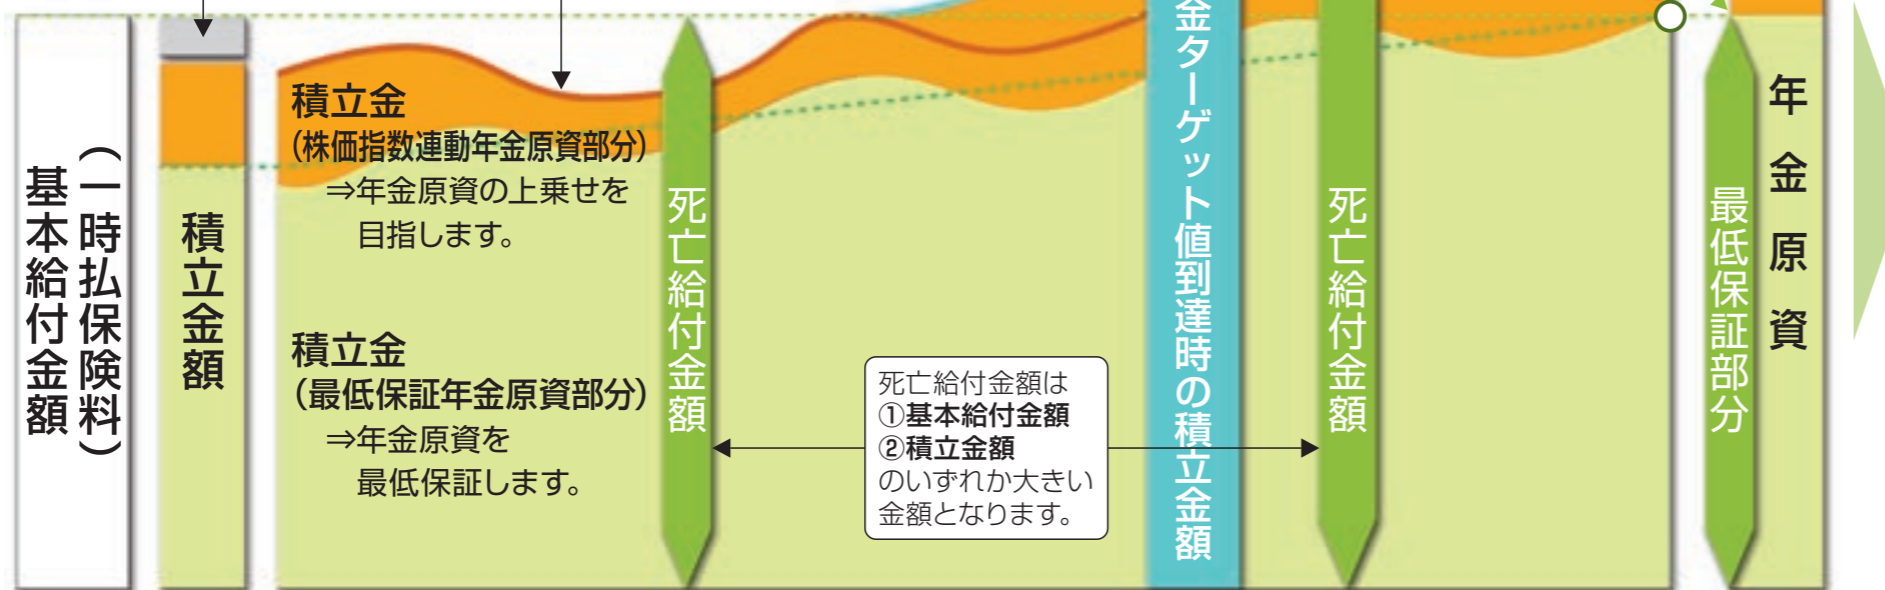 基本給付金額
（一時払保険料）
積立金額
積立金
（株価指数連動年金原資部分）
⇒年金原資の上乗せを
目指します。
積立金
（最低保証年金原資部分）
⇒年金原資を
最低保証します。
死亡給付金額
死亡給付金額は
①基本給付金額
②積立金額
のいずれか大きい
金額となります。
金ターゲット値到達時の積立金額
死亡給付金額
最低保証部分
年金原資